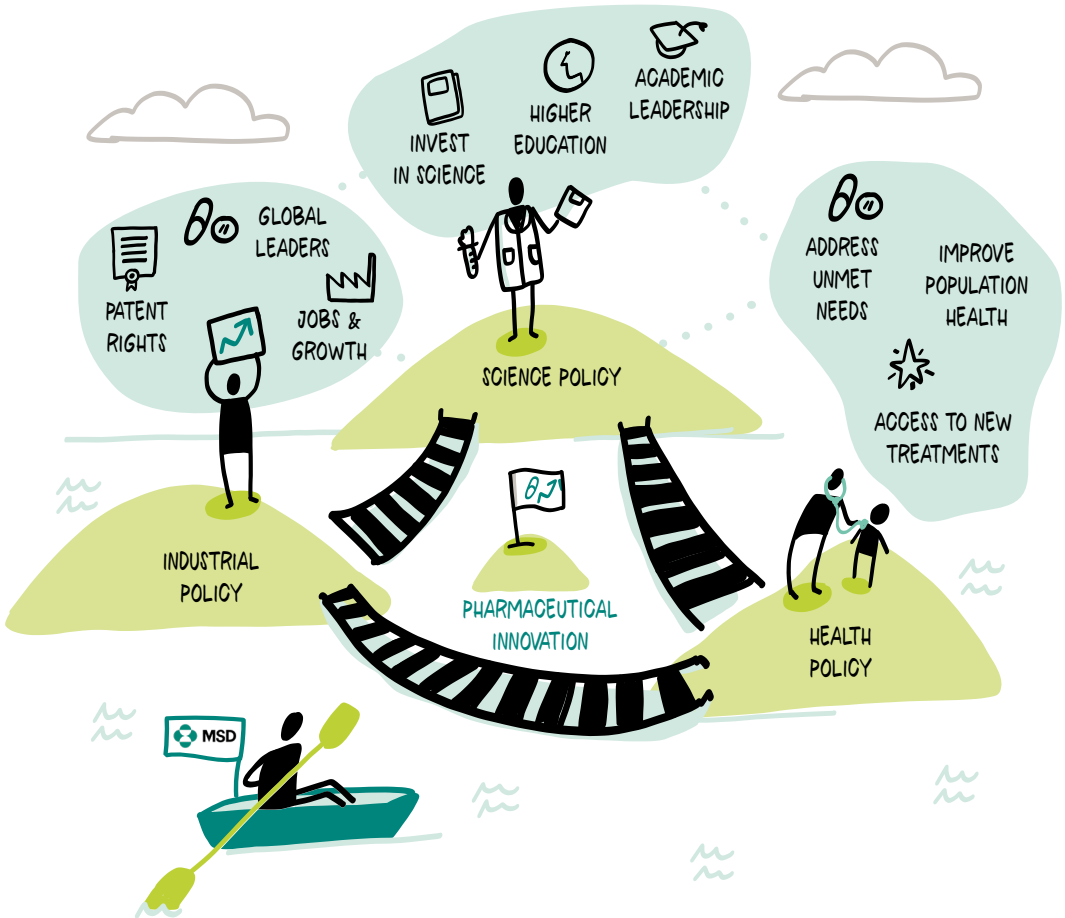 INVEST
IN SCIENCE
HIGHER
EDUCATION
ACADEMIC
LEADERSHIP
GLOBAL
LEADERS
PATENT
RIGHTS
JOBS &
GROWTH
ADDRESS
UNMET
NEEDS
IMPROVE
POPULATION
HEALTH
ACCESS TO NEW
TREATMENTS
SCIENCE POLICY
INDUSTRIAL
POLICY
PHARMACEUTICAL
INNOVATION
HEALTH
POLICY
MSD